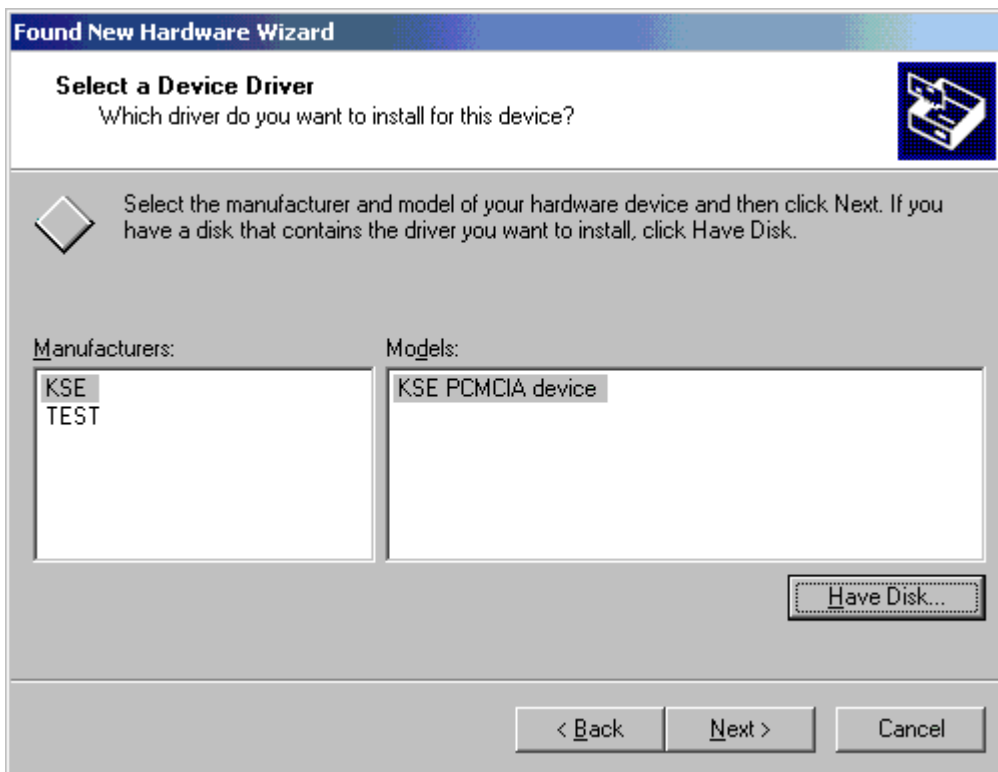 Found New Hardware Wizard
Select a Device Driver
Which driver do you want to install for this device?
Select the manufacturer and model of your hardware device and then click Next. If you
have a disk that contains the driver you want to install, click Have Disk.
Manufacturers:
Models:
KSE
TEST
KSE PCMCIA device
Have Disk...
< Back
Next >
Cancel